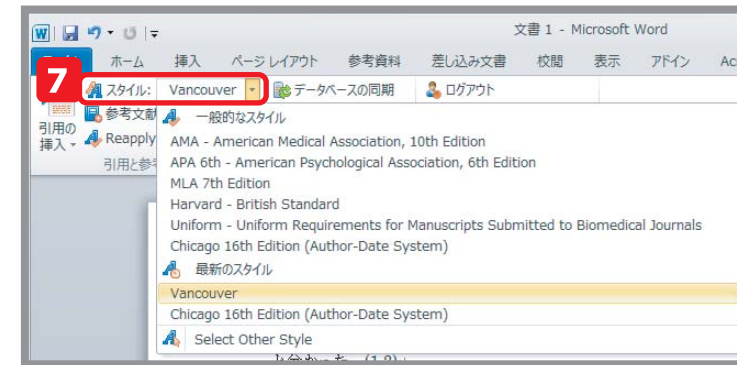 文書 1 - Microsoft Word
ホーム 挿入 ページ レイアウト 参考資料 差し込み文書 校閲 表示 アドイン
7 スタイル: Vancouver データベースの同期 ログアウト
引用の挿入 参考文献
Reapply
引用と参考
一般的なスタイル
AMA - American Medical Association, 10th Edition
APA 6th - American Psychological Association, 6th Edition
MLA 7th Edition
Harvard - British Standard
Uniform - Uniform Requirements for Manuscripts Submitted to Biomedical Journals
Chicago 16th Edition (Author-Date System)
最新のスタイル
Vancouver
Chicago 16th Edition (Author-Date System)
Select Other Style